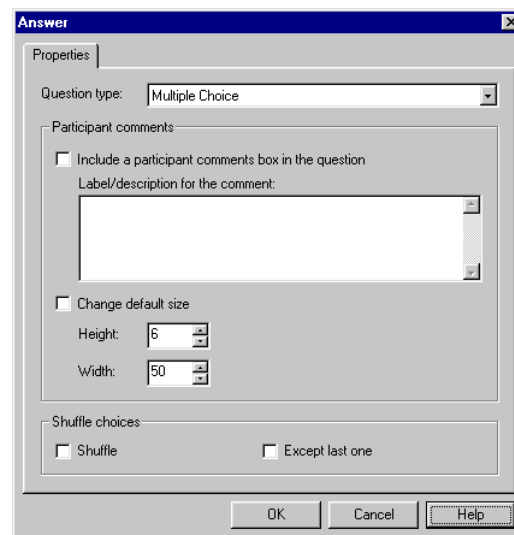 Answer
Properties
Question type: Multiple Choice
Participant comments
Include a participant comments box in the question
Label/description for the comment:
Change default size
Height: 6
Width: 50
Shuffle choices
Shuffle Except last one
OK Cancel Help